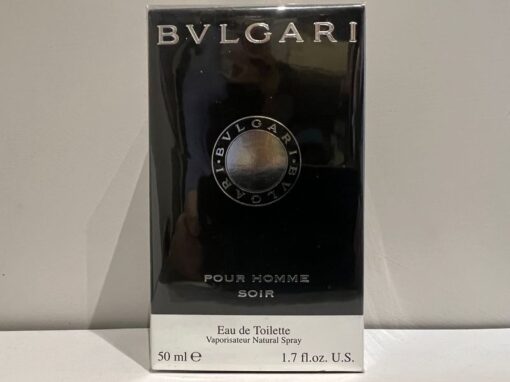 BVLGARI
BVLGARI · BVLGARI ·
POUR HOMME
SOIR
Eau de Toilette
Vaporisateur Natural Spray
50 ml ℮ 1.7 fl.oz. U.S.